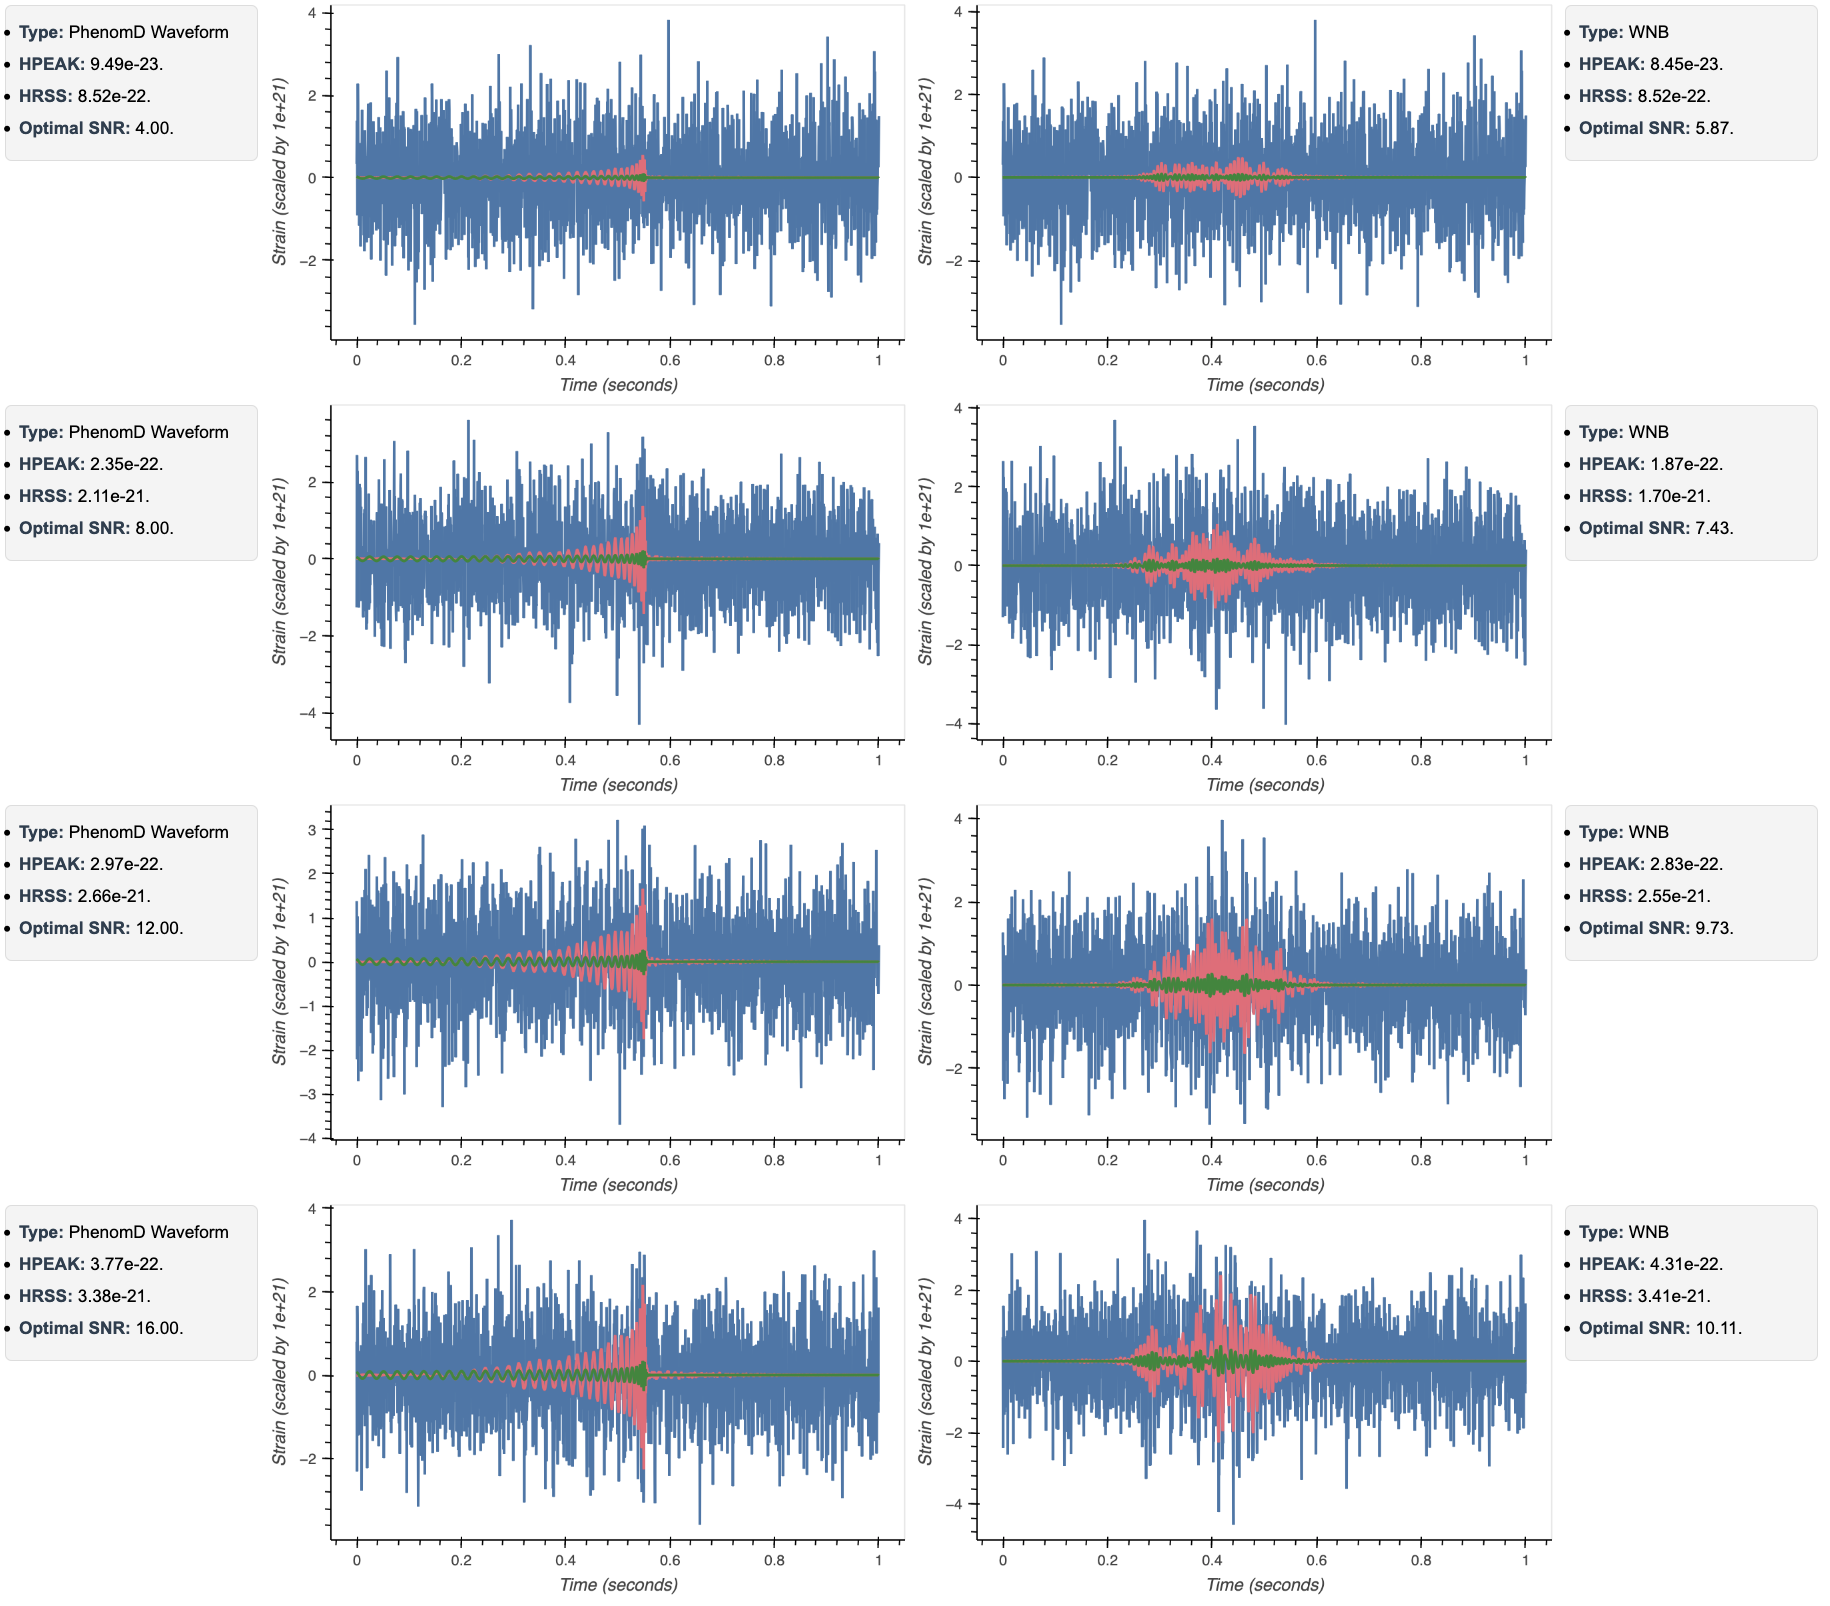 Type: PhenomD Waveform
HPEAK: 9.49e-23.
HRSS: 8.52e-22.
Optimal SNR: 4.00.
Strain (scaled by 1e+21)
4
2
0
−2
0 0.2 0.4 0.6 0.8 1
Time (seconds)
Strain (scaled by 1e+21)
4
2
0
−2
0 0.2 0.4 0.6 0.8 1
Time (seconds)
Type: WNB
HPEAK: 8.45e-23.
HRSS: 8.52e-22.
Optimal SNR: 5.87.
Type: PhenomD Waveform
HPEAK: 2.35e-22.
HRSS: 2.11e-21.
Optimal SNR: 8.00.
Strain (scaled by 1e+21)
2
0
−2
−4
0 0.2 0.4 0.6 0.8 1
Time (seconds)
Strain (scaled by 1e+21)
4
2
0
−2
−4
0 0.2 0.4 0.6 0.8 1
Time (seconds)
Type: WNB
HPEAK: 1.87e-22.
HRSS: 1.70e-21.
Optimal SNR: 7.43.
Type: PhenomD Waveform
HPEAK: 2.97e-22.
HRSS: 2.66e-21.
Optimal SNR: 12.00.
Strain (scaled by 1e+21)
3
2
1
0
−1
−2
−3
−4
0 0.2 0.4 0.6 0.8 1
Time (seconds)
Strain (scaled by 1e+21)
4
2
0
−2
0 0.2 0.4 0.6 0.8 1
Time (seconds)
Type: WNB
HPEAK: 2.83e-22.
HRSS: 2.55e-21.
Optimal SNR: 9.73.
Type: PhenomD Waveform
HPEAK: 3.77e-22.
HRSS: 3.38e-21.
Optimal SNR: 16.00.
Strain (scaled by 1e+21)
4
2
0
−2
0 0.2 0.4 0.6 0.8 1
Time (seconds)
Strain (scaled by 1e+21)
4
2
0
−2
−4
0 0.2 0.4 0.6 0.8 1
Time (seconds)
Type: WNB
HPEAK: 4.31e-22.
HRSS: 3.41e-21.
Optimal SNR: 10.11.